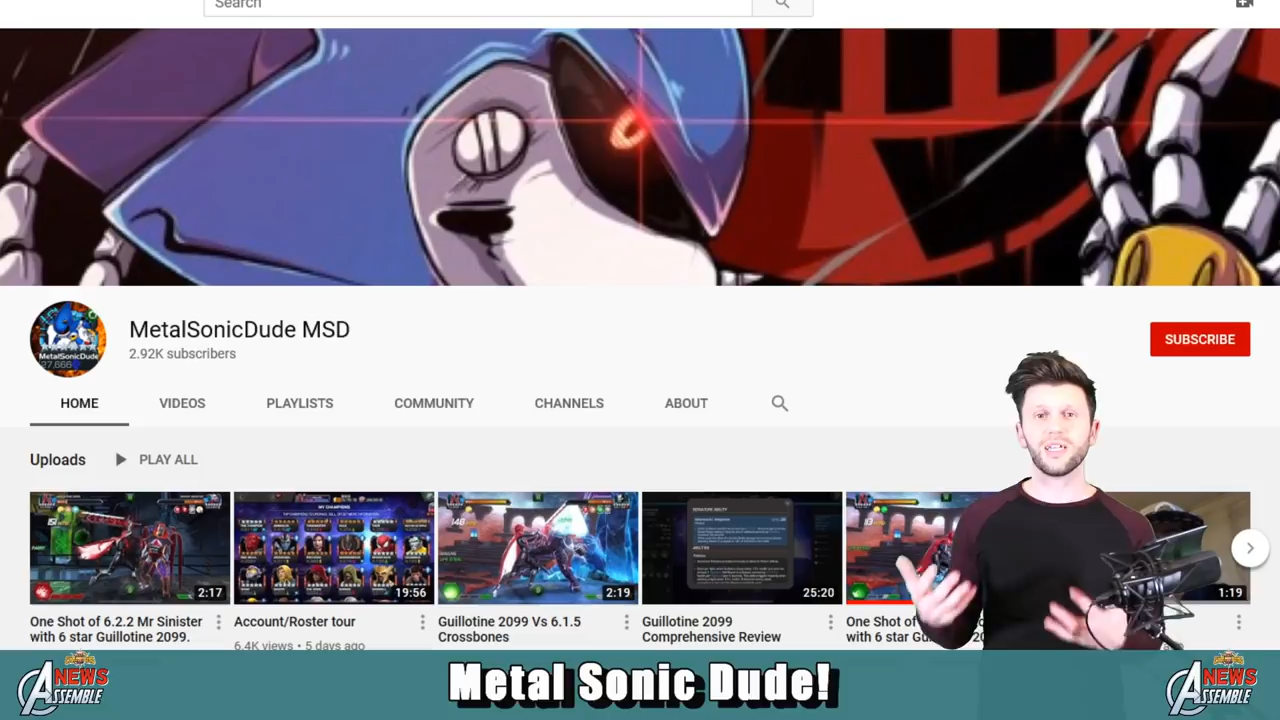 Search
MetalSonicDude MSD
2.92K subscribers
SUBSCRIBE
HOME VIDEOS PLAYLISTS COMMUNITY CHANNELS ABOUT
Uploads PLAY ALL
MetalSonicDude
27,666
2:17 19:56 2:19 25:20 1:19
One Shot of 6.2.2 Mr Sinister
with 6 star Guillotine 2099.
Account/Roster tour
6.4K views • 5 days ago
Guillotine 2099 Vs 6.1.5
Crossbones
Guillotine 2099
Comprehensive Review
One Shot of
with 6 star
NEWS
ASSEMBLE
Metal Sonic Dude!
NEWS
ASSEMBLE